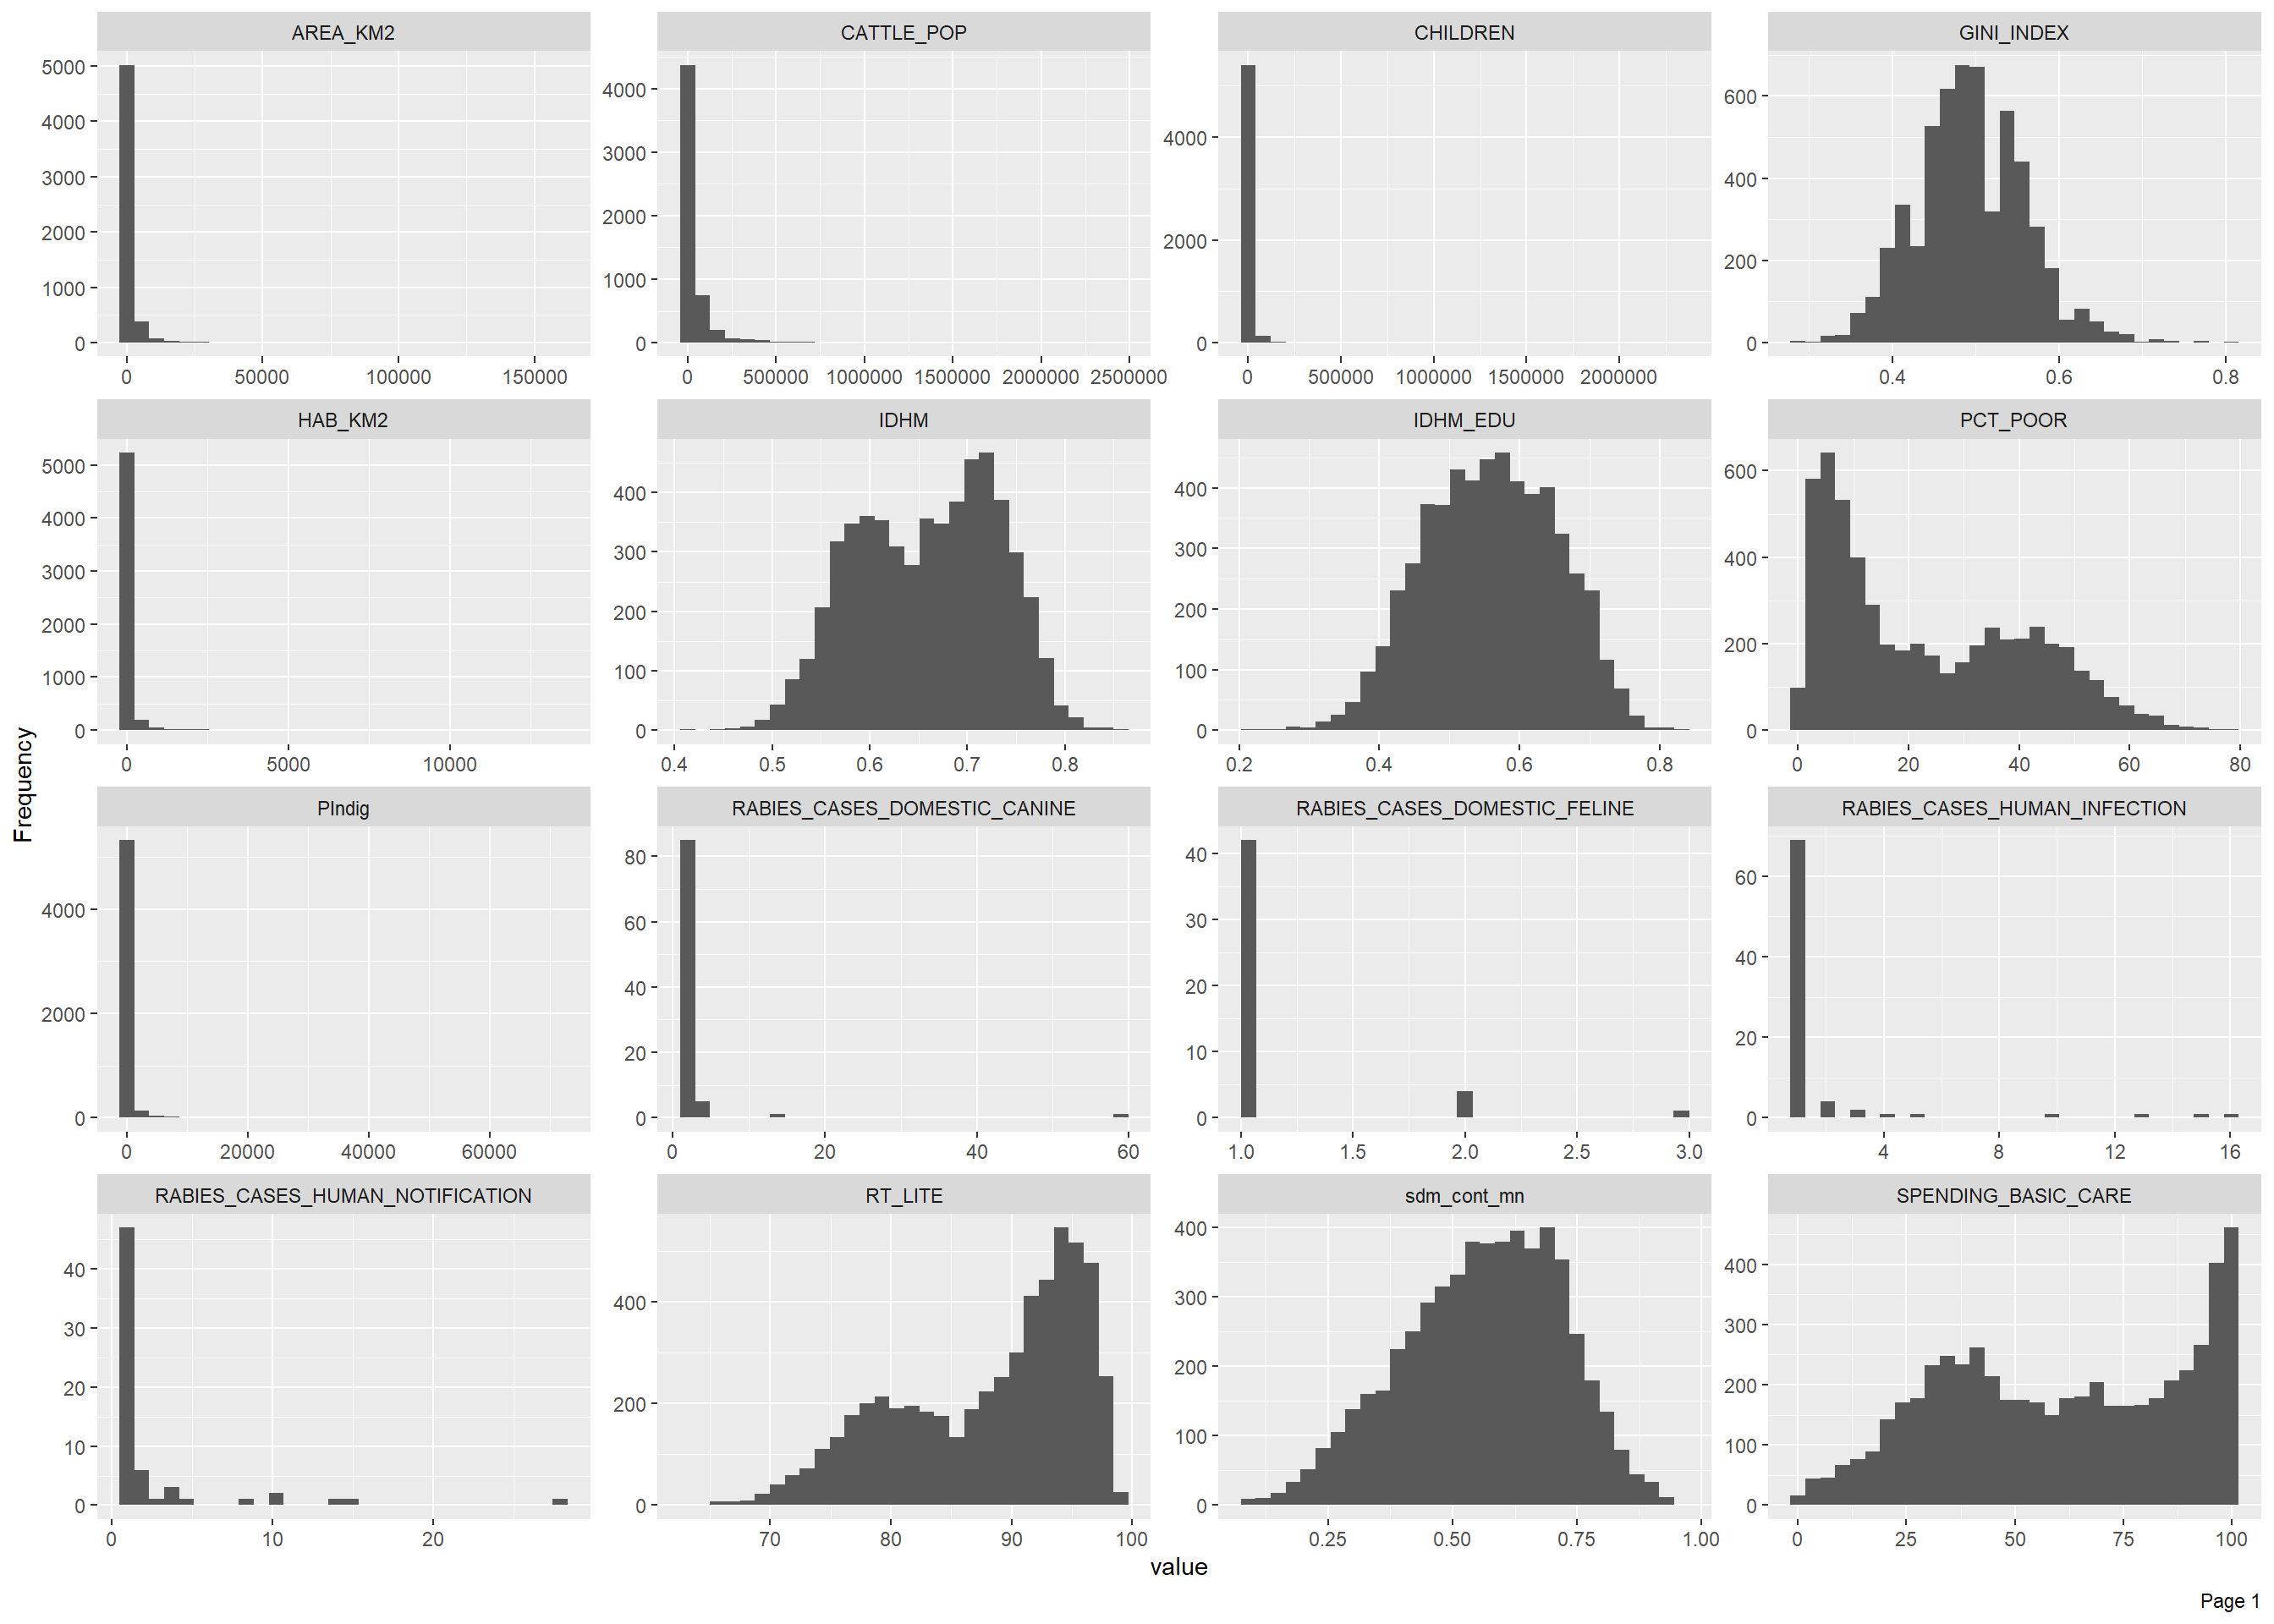 AREA_KM2 CATTLE_POP CHILDREN GINI_INDEX
5000 4000 3000 2000 1000 0
4000 3000 2000 1000 0
4000 2000 0
600 400 200 0
0 50000 100000 150000
0 500000 1000000 1500000 2000000 2500000
0 500000 1000000 1500000 2000000
0.4 0.6 0.8
HAB_KM2 IDHM IDHM_EDU PCT_POOR
5000 4000 3000 2000 1000 0
400 300 200 100 0
400 300 200 100 0
600 400 200 0
0 5000 10000
0.4 0.5 0.6 0.7 0.8
0.2 0.4 0.6 0.8
0 20 40 60 80
Frequency
PIndig RABIES_CASES_DOMESTIC_CANINE RABIES_CASES_DOMESTIC_FELINE RABIES_CASES_HUMAN_INFECTION
4000 2000 0
80 60 40 20 0
40 30 20 10 0
60 40 20 0
0 20000 40000 60000
0 20 40 60
1.0 1.5 2.0 2.5 3.0
4 8 12 16
RABIES_CASES_HUMAN_NOTIFICATION RT_LITE sdm_cont_mn SPENDING_BASIC_CARE
40 30 20 10 0
400 200 0
400 300 200 100 0
400 300 200 100 0
0 10 20
70 80 90 100
0.25 0.50 0.75 1.00
0 25 50 75 100
value
Page 1